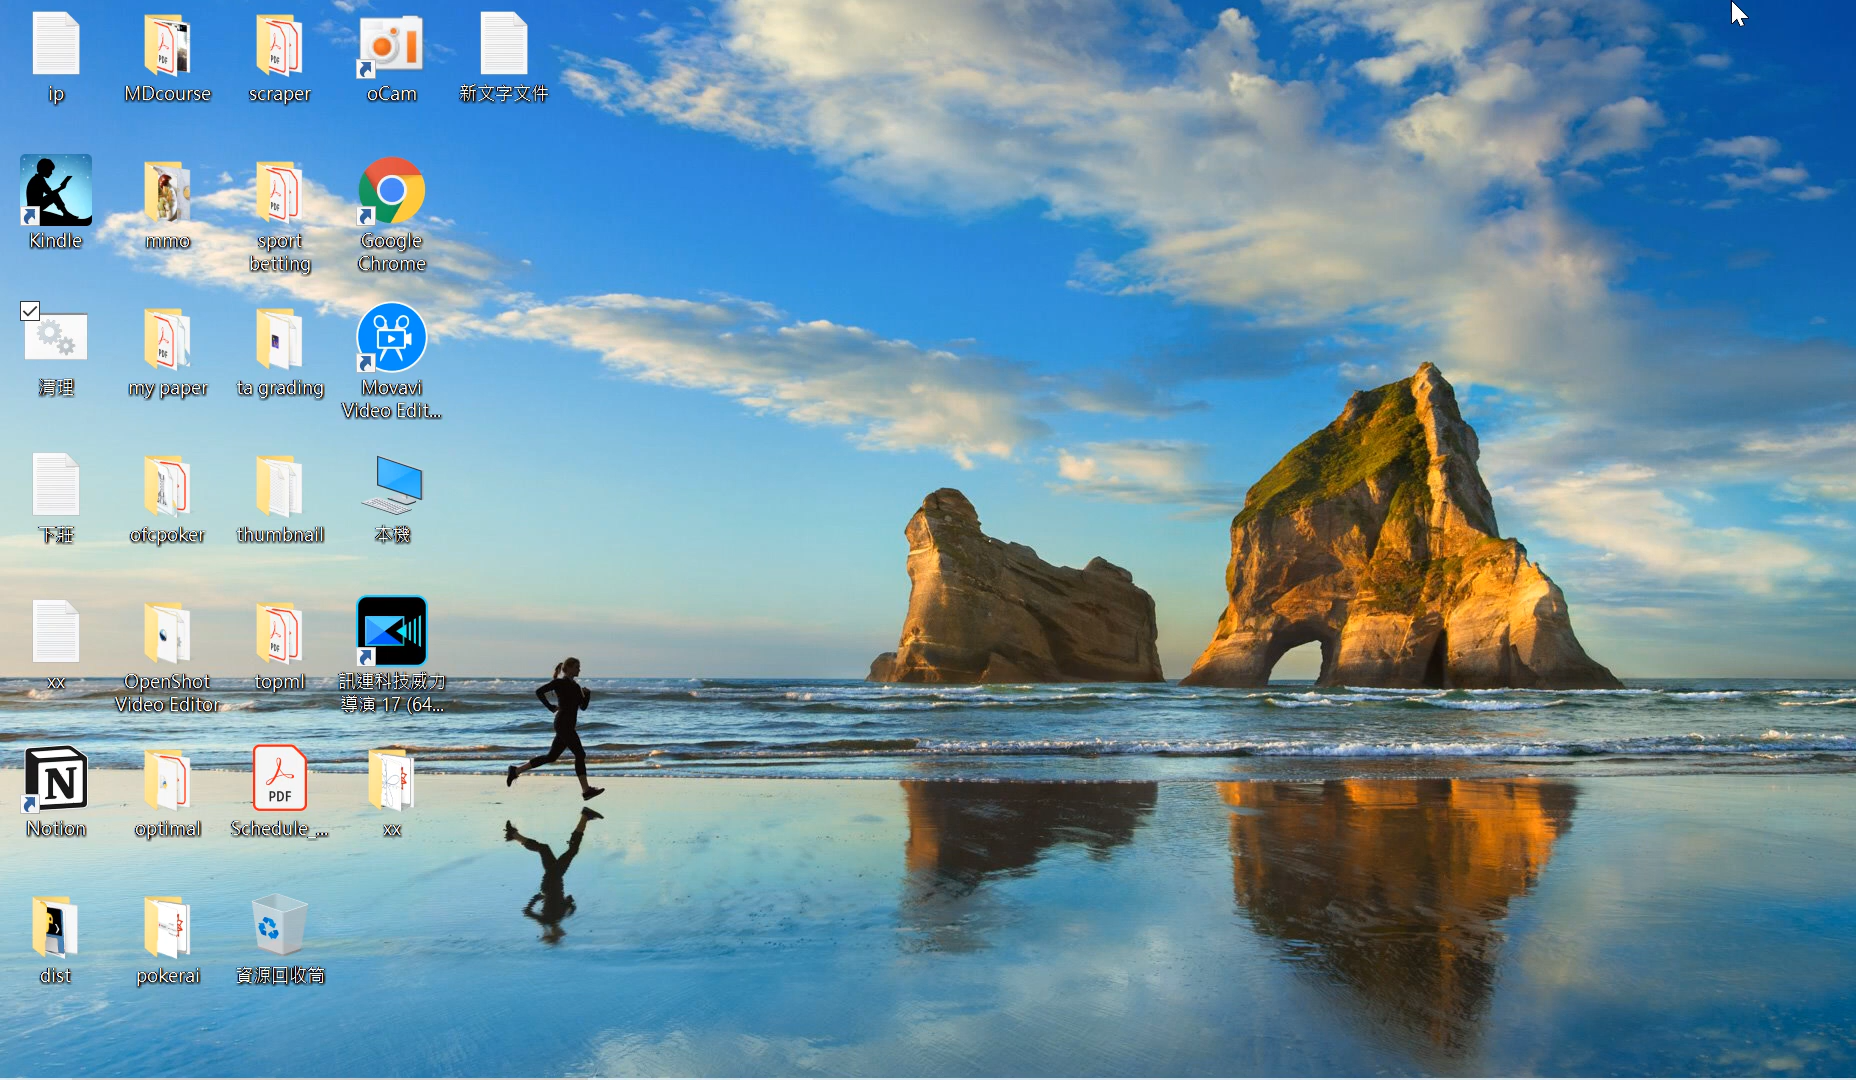 ip
MDcourse
scraper
oCam
新文字文件
Kindle
mmo
sport
betting
Google
Chrome
清理
my paper
ta grading
Movavi
Video Edit...
下莊
ofcpoker
thumbnail
本機
xx
OpenShot
Video Editor
topml
訊連科技威力
導演 17 (64...
Notion
optimal
PDF
Schedule_...
xx
dist
pokerai
資源回收筒